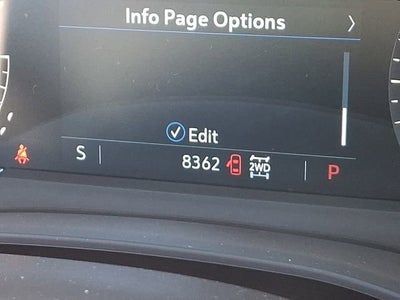 Info Page Options
Edit
S 8362 2WD P